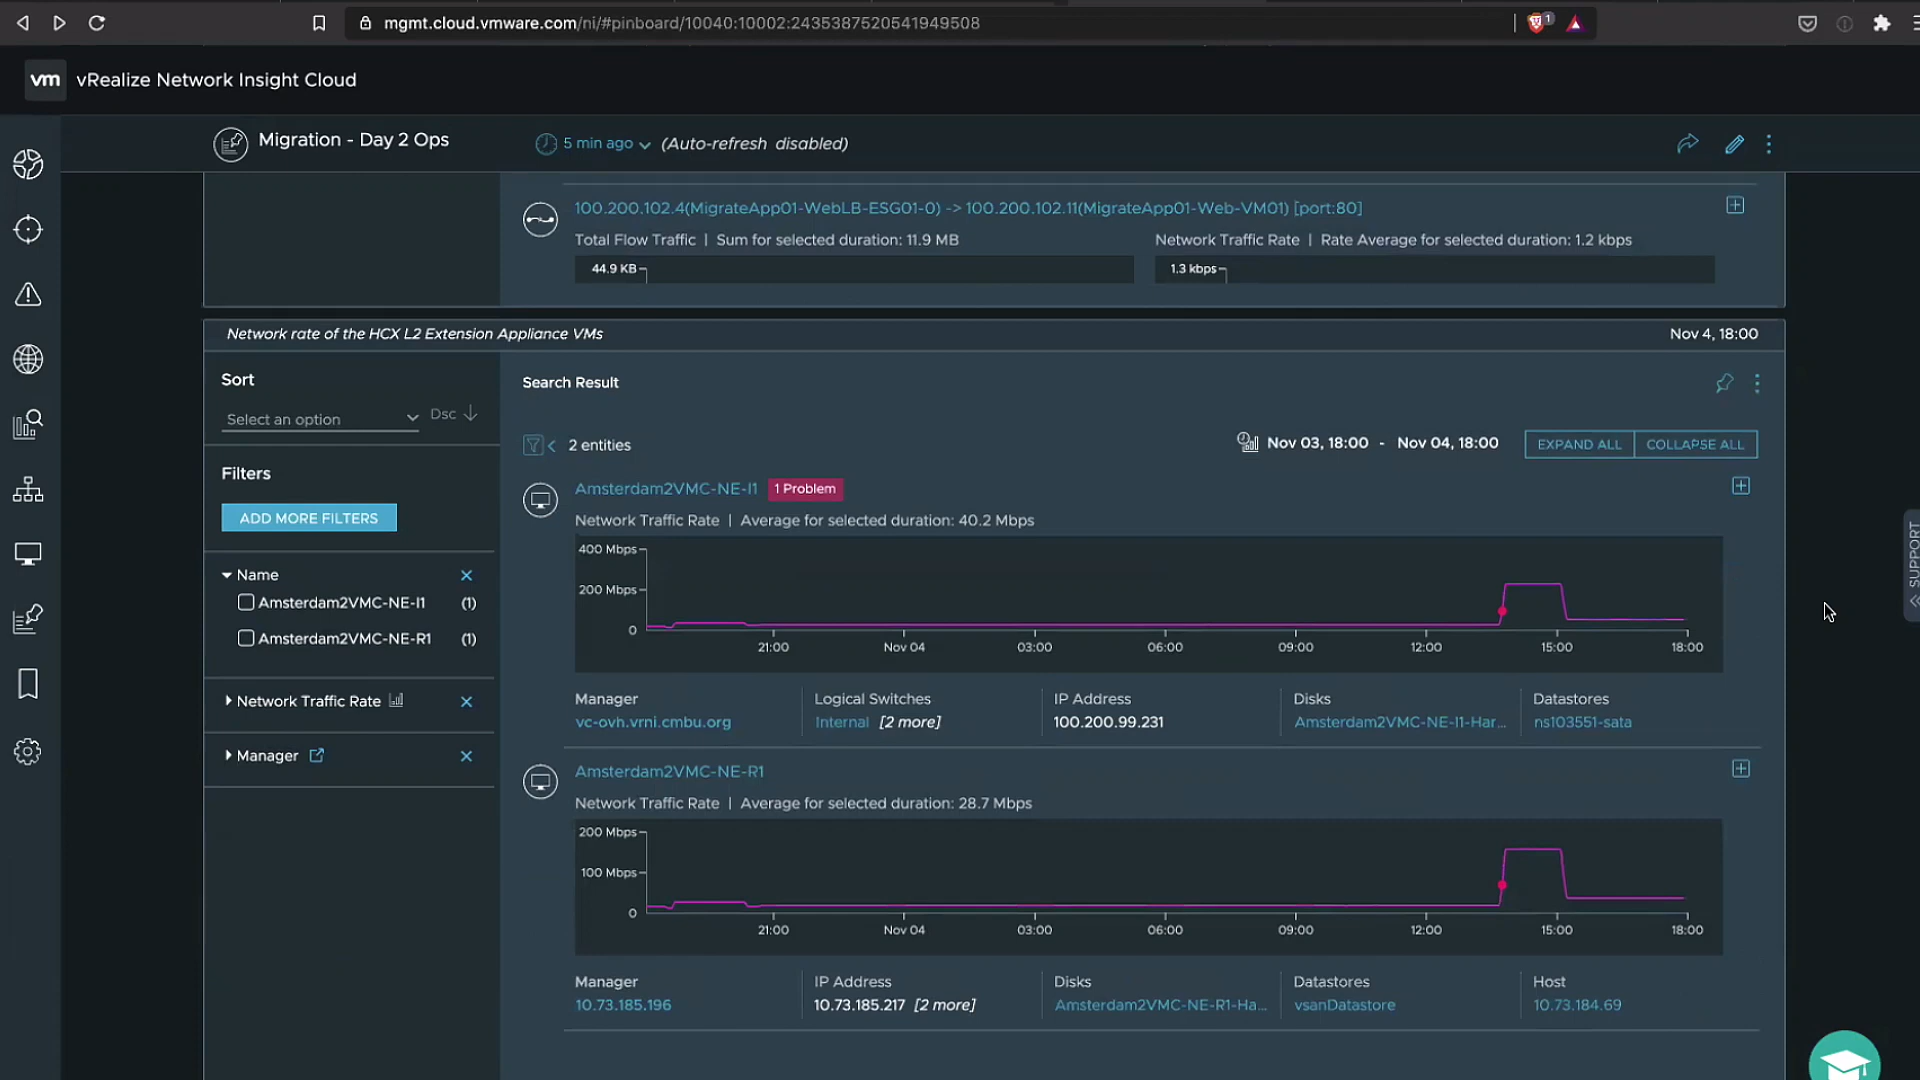 mgmt.cloud.vmware.com/ni/#pinboard/10040:10002:2435387520541949508
1
vm vRealize Network Insight Cloud
Migration - Day 2 Ops
5 min ago (Auto-refresh disabled)
100.200.102.4(MigrateApp01-WebLB-ESG01-0) -> 100.200.102.11(MigrateApp01-Web-VM01) [port:80]
Total Flow Traffic | Sum for selected duration: 11.9 MB
Network Traffic Rate | Rate Average for selected duration: 1.2 kbps
44.9 KB
1.3 kbps
Network rate of the HCX L2 Extension Appliance VMs
Nov 4, 18:00
Sort
Select an option
Dsc
Filters
ADD MORE FILTERS
Name
Amsterdam2VMC-NE-I1 (1)
Amsterdam2VMC-NE-R1 (1)
Network Traffic Rate
Manager
Search Result
2 entities
Nov 03, 18:00 - Nov 04, 18:00
EXPAND ALL
COLLAPSE ALL
Amsterdam2VMC-NE-I1 1 Problem
Network Traffic Rate | Average for selected duration: 40.2 Mbps
400 Mbps
200 Mbps
0
21:00 Nov 04 03:00 06:00 09:00 12:00 15:00 18:00
Manager Logical Switches IP Address Disks Datastores
vc-ovh.vrni.cmbu.org Internal [2 more] 100.200.99.231 Amsterdam2VMC-NE-I1-Har... ns103551-sata
Amsterdam2VMC-NE-R1
Network Traffic Rate | Average for selected duration: 28.7 Mbps
200 Mbps
100 Mbps
0
21:00 Nov 04 03:00 06:00 09:00 12:00 15:00 18:00
Manager IP Address Disks Datastores Host
10.73.185.196 10.73.185.217 [2 more] Amsterdam2VMC-NE-R1-Ha... vsanDatastore 10.73.184.69
SUPPORT